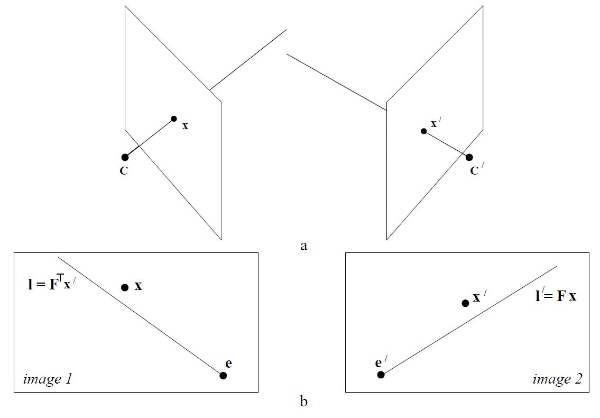 x
x /
C
C /
a
l = Fᵀx /
x
x /
l /= F x
e
e /
image 1
image 2
b